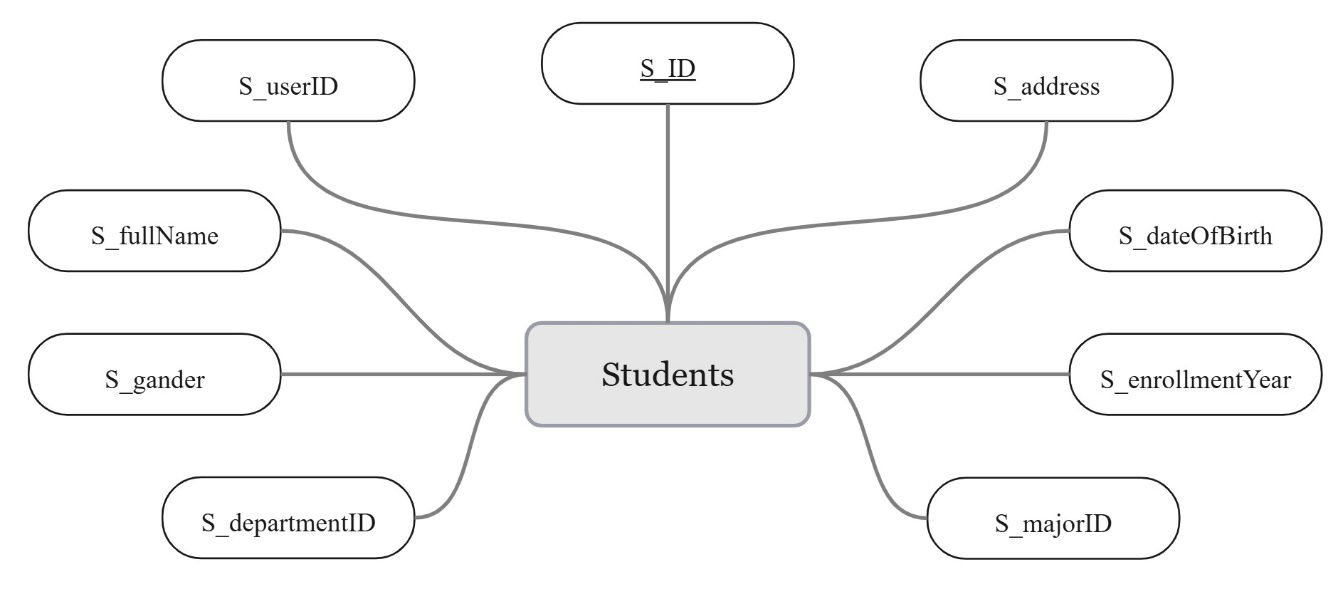 S_ID
S_userID
S_address
S_fullName
S_dateOfBirth
Students
S_gander
S_enrollmentYear
S_departmentID
S_majorID